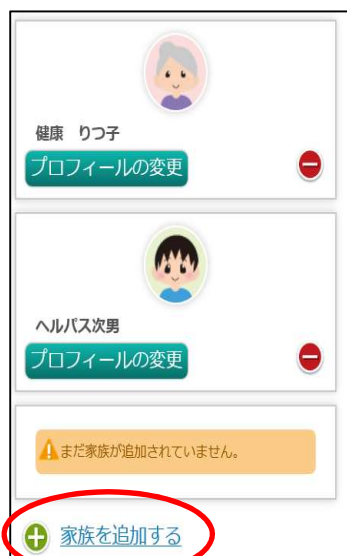 健康　りつ子
プロフィールの変更
ヘルパス次男
プロフィールの変更
まだ家族が追加されていません。
家族を追加する